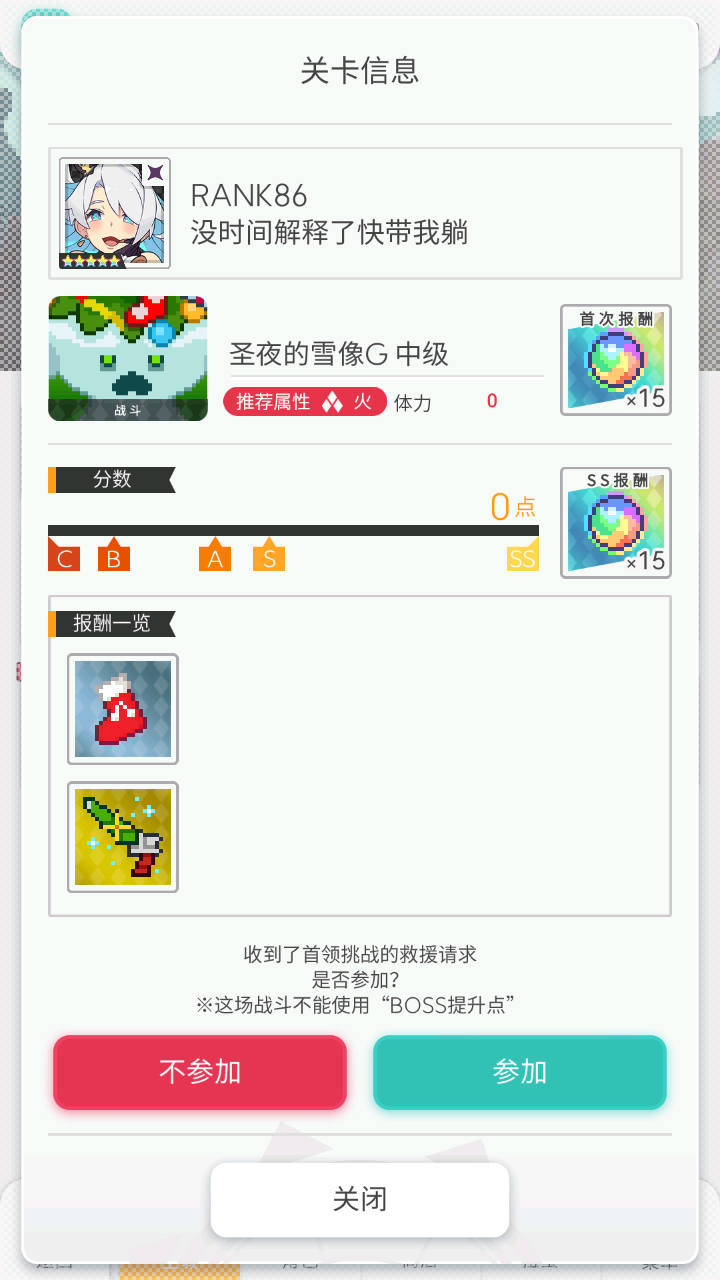 关卡信息
RANK86
没时间解释了快带我躺
圣夜的雪像G 中级
战斗
推荐属性 火 体力 0
首次报酬
×15
分数
0点
C B A S SS
SS报酬
×15
报酬一览
收到了首领挑战的救援请求
是否参加？
※这场战斗不能使用“BOSS提升点”
不参加
参加
关闭